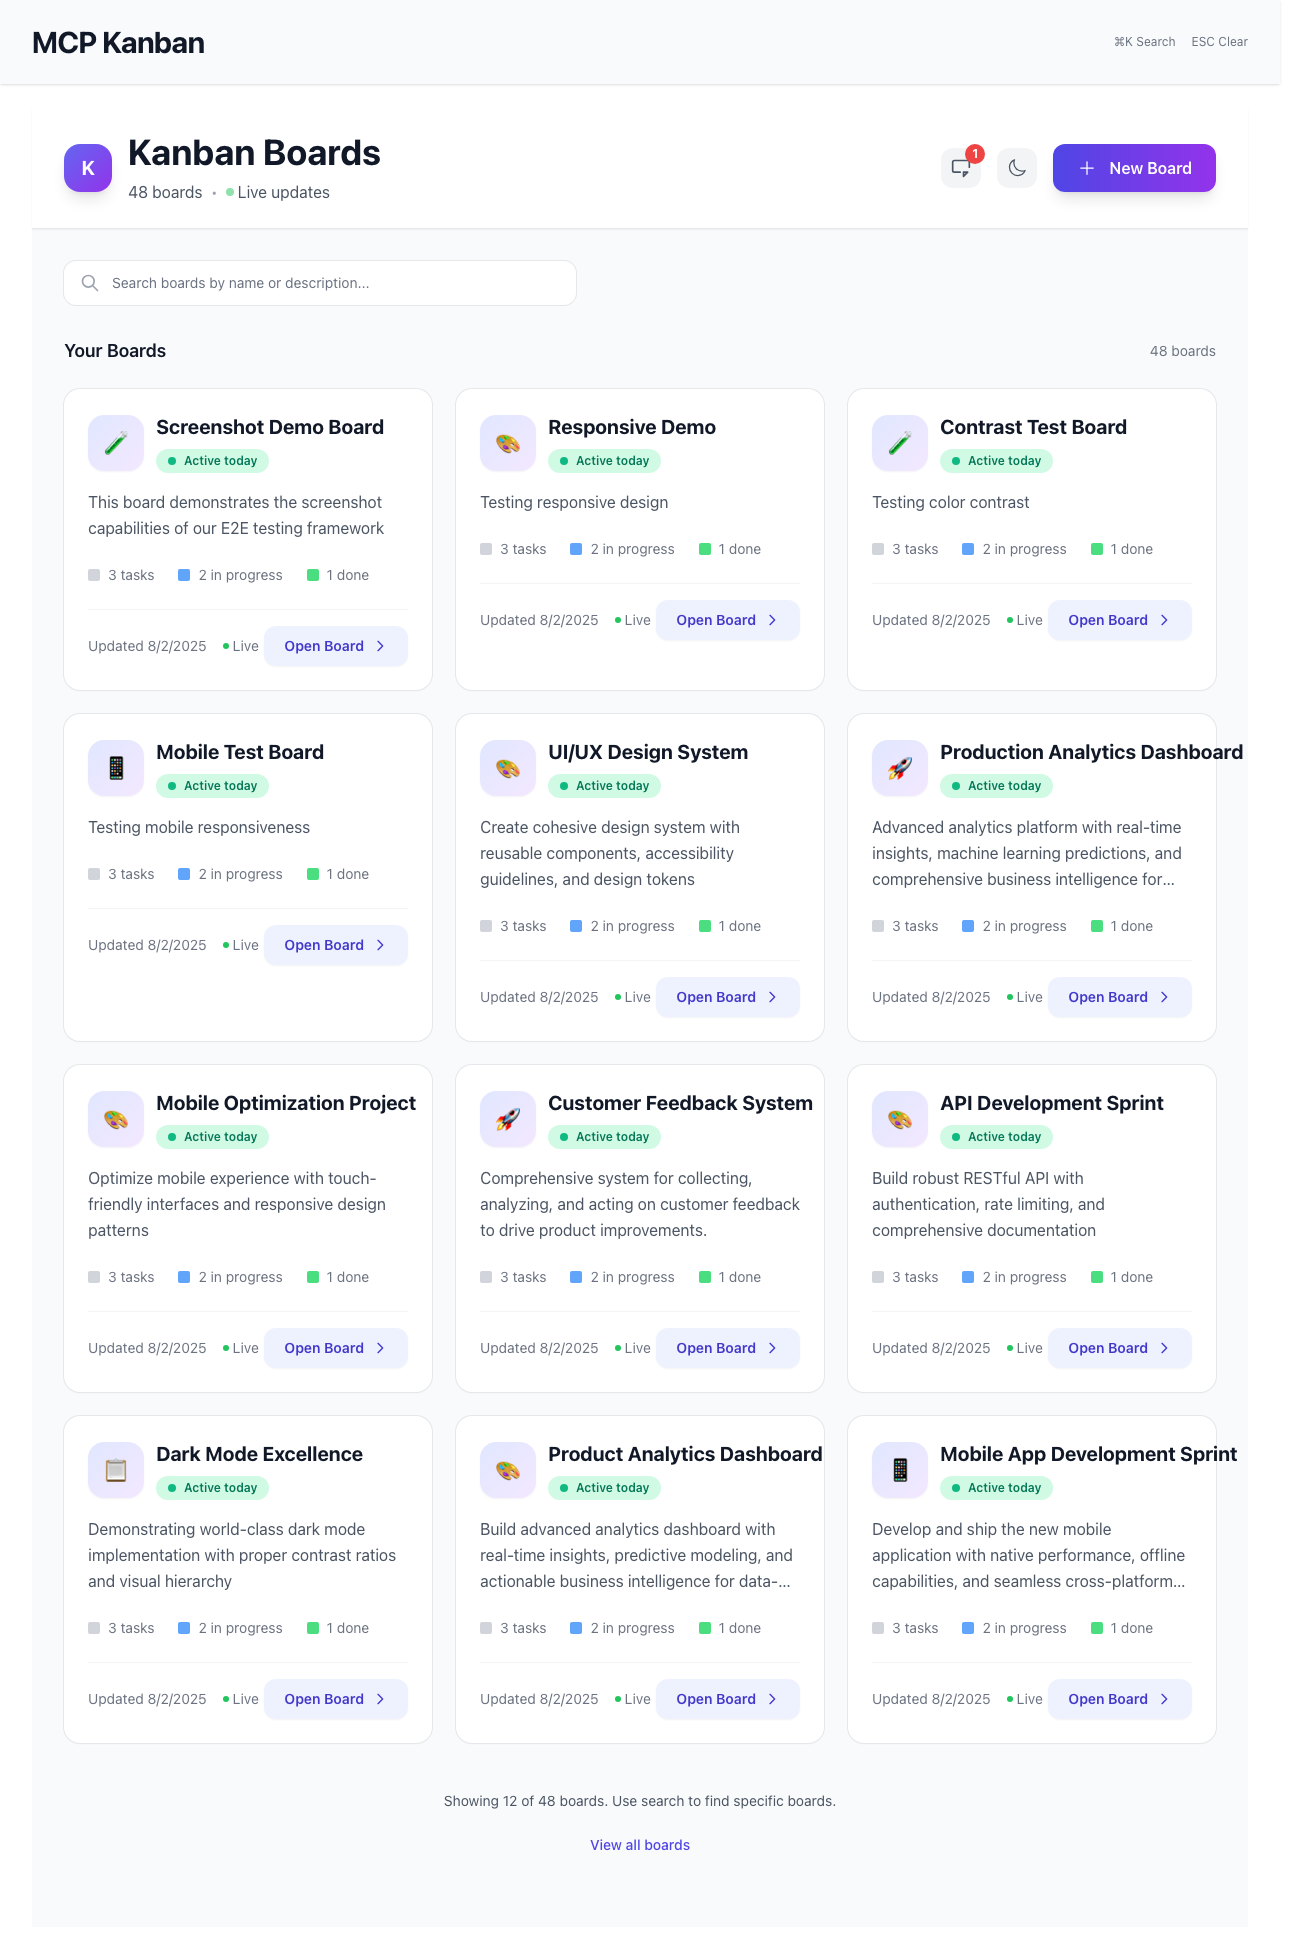 MCP Kanban
⌘K Search ESC Clear
K
Kanban Boards
48 boards • Live updates
1
New Board
Search boards by name or description...
Your Boards
48 boards
Screenshot Demo Board
Active today
This board demonstrates the screenshot
capabilities of our E2E testing framework
3 tasks 2 in progress 1 done
Updated 8/2/2025 Live Open Board
Responsive Demo
Active today
Testing responsive design
3 tasks 2 in progress 1 done
Updated 8/2/2025 Live Open Board
Contrast Test Board
Active today
Testing color contrast
3 tasks 2 in progress 1 done
Updated 8/2/2025 Live Open Board
Mobile Test Board
Active today
Testing mobile responsiveness
3 tasks 2 in progress 1 done
Updated 8/2/2025 Live Open Board
UI/UX Design System
Active today
Create cohesive design system with
reusable components, accessibility
guidelines, and design tokens
3 tasks 2 in progress 1 done
Updated 8/2/2025 Live Open Board
Production Analytics Dashboard
Active today
Advanced analytics platform with real-time
insights, machine learning predictions, and
comprehensive business intelligence for...
3 tasks 2 in progress 1 done
Updated 8/2/2025 Live Open Board
Mobile Optimization Project
Active today
Optimize mobile experience with touch-
friendly interfaces and responsive design
patterns
3 tasks 2 in progress 1 done
Updated 8/2/2025 Live Open Board
Customer Feedback System
Active today
Comprehensive system for collecting,
analyzing, and acting on customer feedback
to drive product improvements.
3 tasks 2 in progress 1 done
Updated 8/2/2025 Live Open Board
API Development Sprint
Active today
Build robust RESTful API with
authentication, rate limiting, and
comprehensive documentation
3 tasks 2 in progress 1 done
Updated 8/2/2025 Live Open Board
Dark Mode Excellence
Active today
Demonstrating world-class dark mode
implementation with proper contrast ratios
and visual hierarchy
3 tasks 2 in progress 1 done
Updated 8/2/2025 Live Open Board
Product Analytics Dashboard
Active today
Build advanced analytics dashboard with
real-time insights, predictive modeling, and
actionable business intelligence for data-...
3 tasks 2 in progress 1 done
Updated 8/2/2025 Live Open Board
Mobile App Development Sprint
Active today
Develop and ship the new mobile
application with native performance, offline
capabilities, and seamless cross-platform...
3 tasks 2 in progress 1 done
Updated 8/2/2025 Live Open Board
Showing 12 of 48 boards. Use search to find specific boards.
View all boards